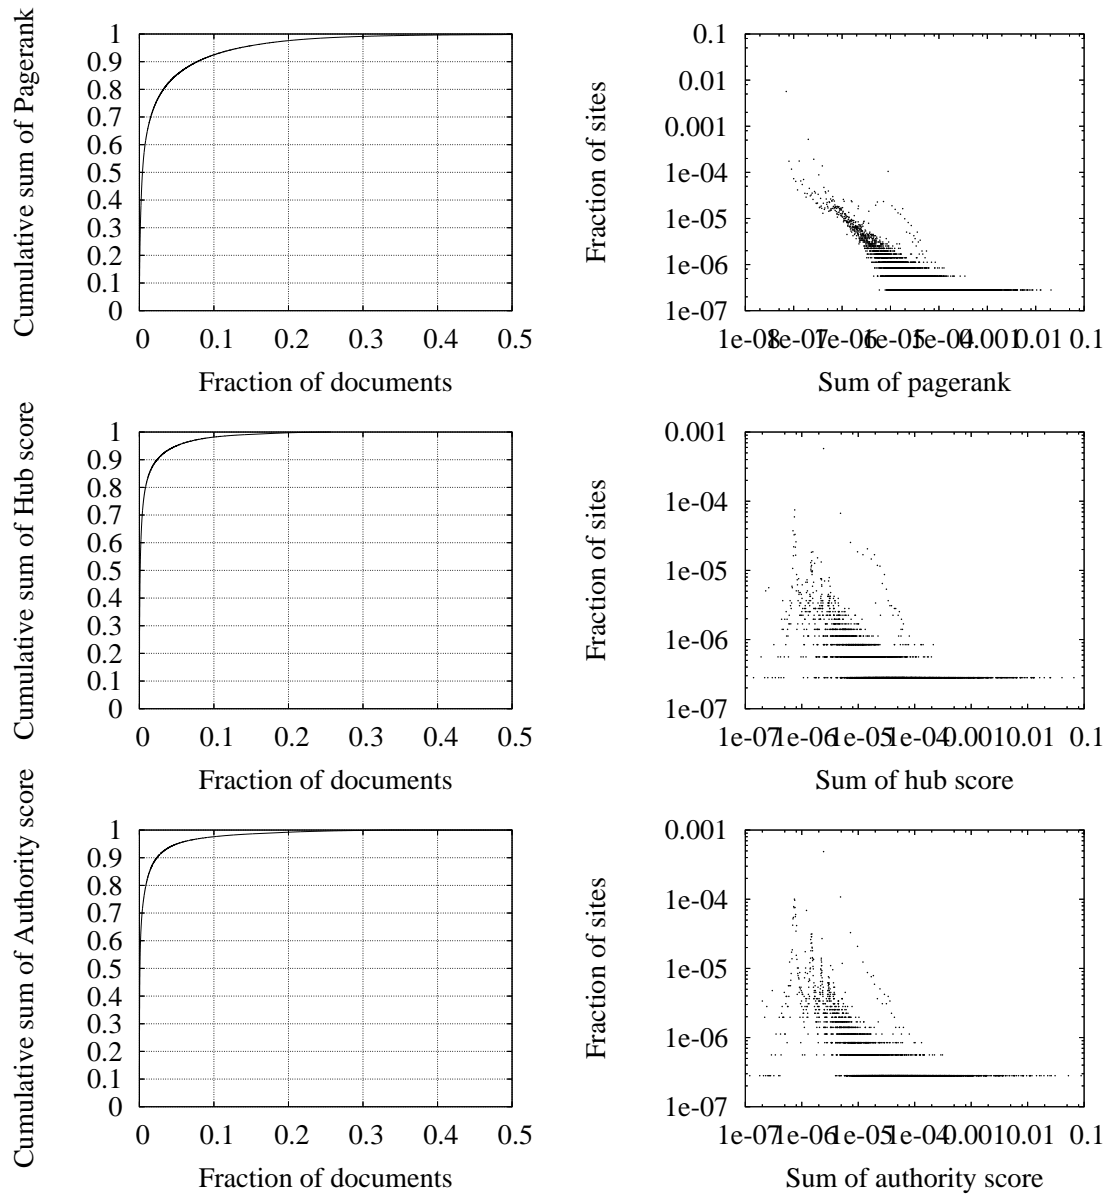 Cumulative sum of Pagerank
1
0.9
0.8
0.7
0.6
0.5
0.4
0.3
0.2
0.1
0
0 0.1 0.2 0.3 0.4 0.5
Fraction of documents
Fraction of sites
0.1
0.01
0.001
1e-04
1e-05
1e-06
1e-07
1e-08 1e-07 1e-06 1e-05 1e-04 0.001 0.01 0.1
Sum of pagerank
Cumulative sum of Hub score
1
0.9
0.8
0.7
0.6
0.5
0.4
0.3
0.2
0.1
0
0 0.1 0.2 0.3 0.4 0.5
Fraction of documents
Fraction of sites
0.001
1e-04
1e-05
1e-06
1e-07
1e-07 1e-06 1e-05 1e-04 0.001 0.01 0.1
Sum of hub score
Cumulative sum of Authority score
1
0.9
0.8
0.7
0.6
0.5
0.4
0.3
0.2
0.1
0
0 0.1 0.2 0.3 0.4 0.5
Fraction of documents
Fraction of sites
0.001
1e-04
1e-05
1e-06
1e-07
1e-07 1e-06 1e-05 1e-04 0.001 0.01 0.1
Sum of authority score